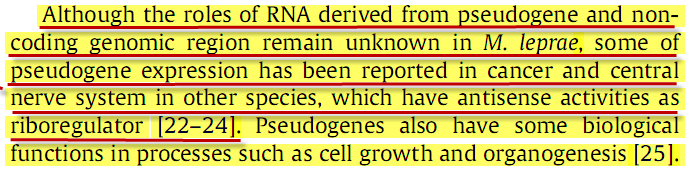 Although the roles of RNA derived from pseudogene and non-
coding genomic region remain unknown in M. leprae, some of
pseudogene expression has been reported in cancer and central
nerve system in other species, which have antisense activities as
riboregulator [22–24]. Pseudogenes also have some biological
functions in processes such as cell growth and organogenesis [25].